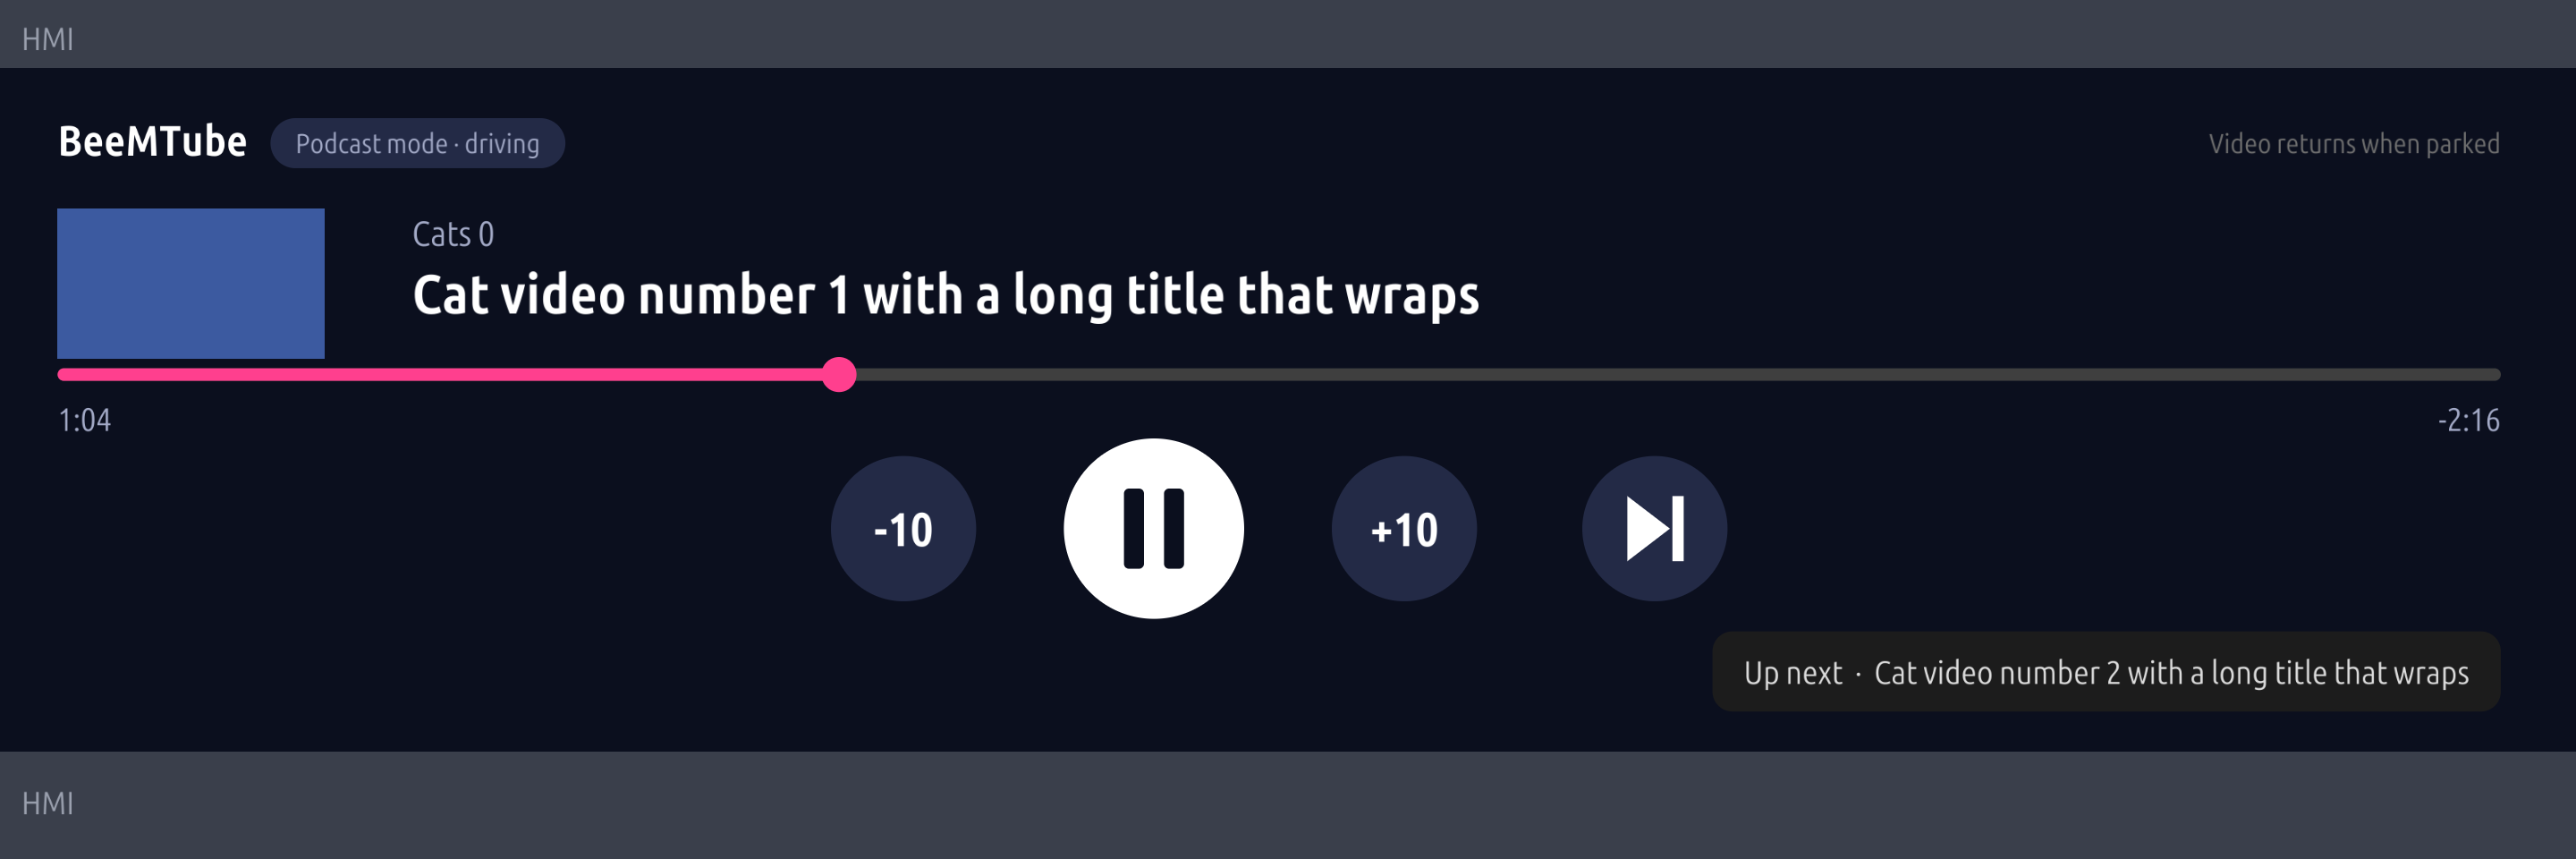 HMI
BeeMTube
Podcast mode · driving
Video returns when parked
Cats 0
Cat video number 1 with a long title that wraps
1:04
-2:16
-10
+10
Up next · Cat video number 2 with a long title that wraps
HMI